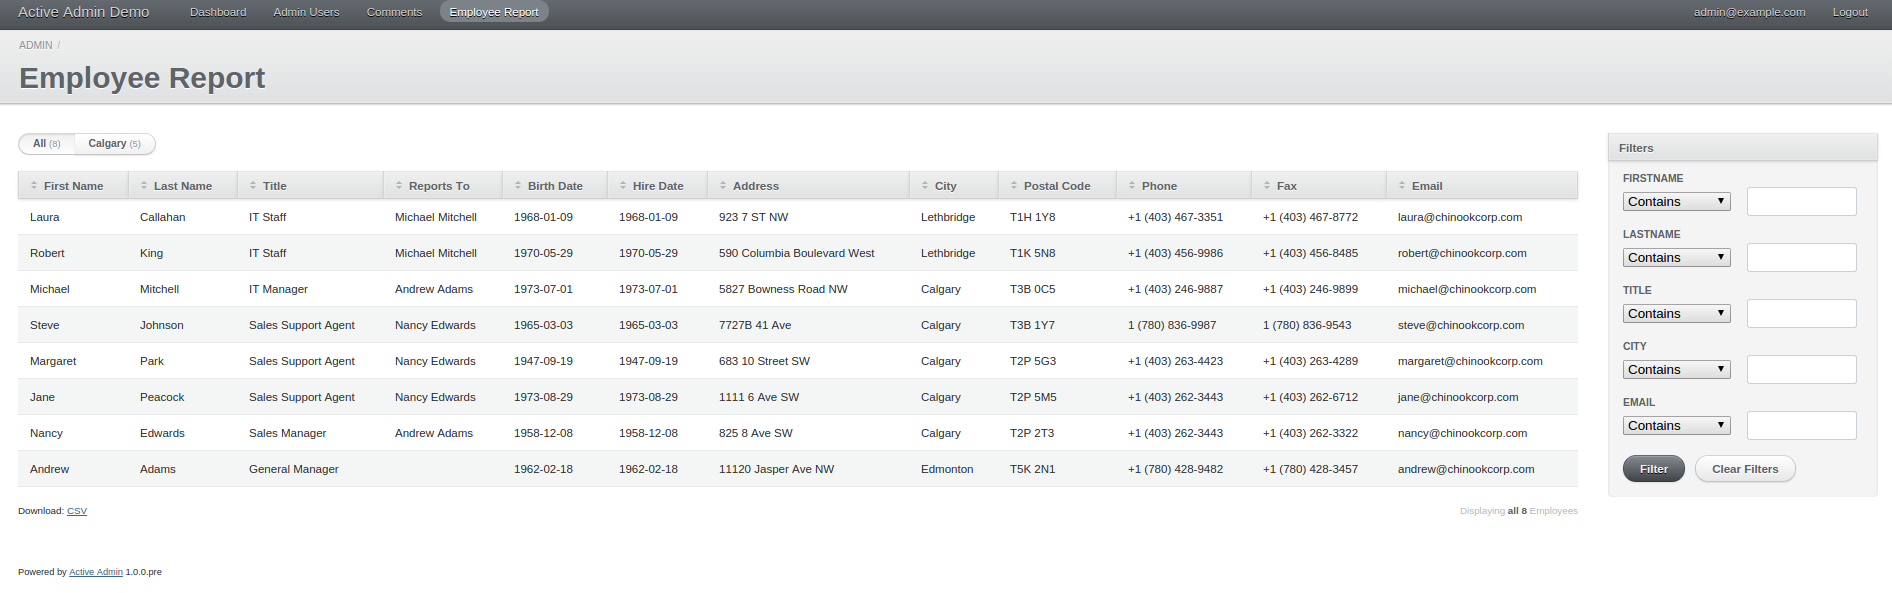 Active Admin Demo Dashboard Admin Users Comments Employee Report admin@example.com Logout
ADMIN /
Employee Report
All (8) Calgary (5)
First Name Last Name Title Reports To Birth Date Hire Date Address City Postal Code Phone Fax Email
Laura Callahan IT Staff Michael Mitchell 1968-01-09 1968-01-09 923 7 ST NW Lethbridge T1H 1Y8 +1 (403) 467-3351 +1 (403) 467-8772 laura@chinookcorp.com
Robert King IT Staff Michael Mitchell 1970-05-29 1970-05-29 590 Columbia Boulevard West Lethbridge T1K 5N8 +1 (403) 456-9986 +1 (403) 456-8485 robert@chinookcorp.com
Michael Mitchell IT Manager Andrew Adams 1973-07-01 1973-07-01 5827 Bowness Road NW Calgary T3B 0C5 +1 (403) 246-9887 +1 (403) 246-9899 michael@chinookcorp.com
Steve Johnson Sales Support Agent Nancy Edwards 1965-03-03 1965-03-03 7727B 41 Ave Calgary T3B 1Y7 1 (780) 836-9987 1 (780) 836-9543 steve@chinookcorp.com
Margaret Park Sales Support Agent Nancy Edwards 1947-09-19 1947-09-19 683 10 Street SW Calgary T2P 5G3 +1 (403) 263-4423 +1 (403) 263-4289 margaret@chinookcorp.com
Jane Peacock Sales Support Agent Nancy Edwards 1973-08-29 1973-08-29 1111 6 Ave SW Calgary T2P 5M5 +1 (403) 262-3443 +1 (403) 262-6712 jane@chinookcorp.com
Nancy Edwards Sales Manager Andrew Adams 1958-12-08 1958-12-08 825 8 Ave SW Calgary T2P 2T3 +1 (403) 262-3443 +1 (403) 262-3322 nancy@chinookcorp.com
Andrew Adams General Manager 1962-02-18 1962-02-18 11120 Jasper Ave NW Edmonton T5K 2N1 +1 (780) 428-9482 +1 (780) 428-3457 andrew@chinookcorp.com
Download: CSV Displaying all 8 Employees
Filters
FIRSTNAME
Contains
LASTNAME
Contains
TITLE
Contains
CITY
Contains
EMAIL
Contains
Filter Clear Filters
Powered by Active Admin 1.0.0.pre